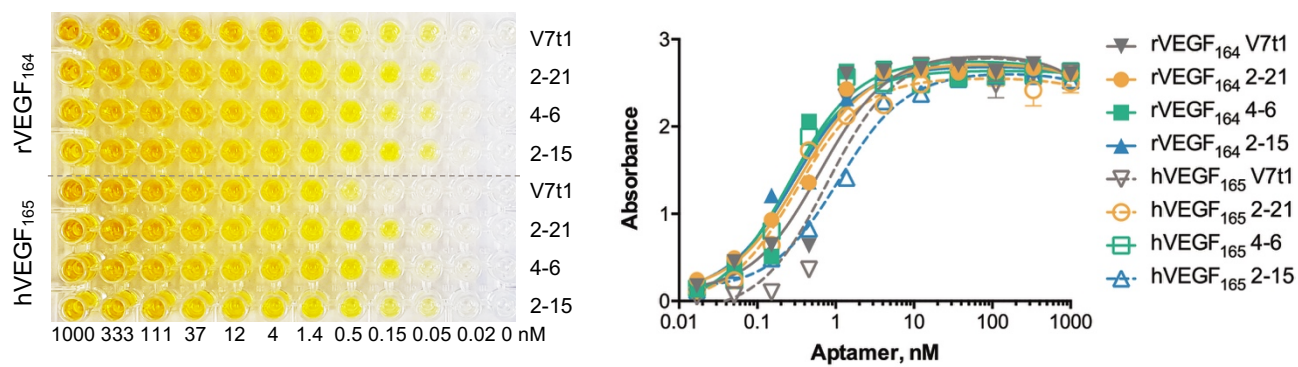 rVEGF164
hVEGF165
V7t1
2-21
4-6
2-15
V7t1
2-21
4-6
2-15
1000 333 111 37 12 4 1.4 0.5 0.15 0.05 0.02 0 nM
Absorbance
3
2
1
0
0.01 0.1 1 10 100 1000
Aptamer, nM
rVEGF164 V7t1
rVEGF164 2-21
rVEGF164 4-6
rVEGF164 2-15
hVEGF165 V7t1
hVEGF165 2-21
hVEGF165 4-6
hVEGF165 2-15